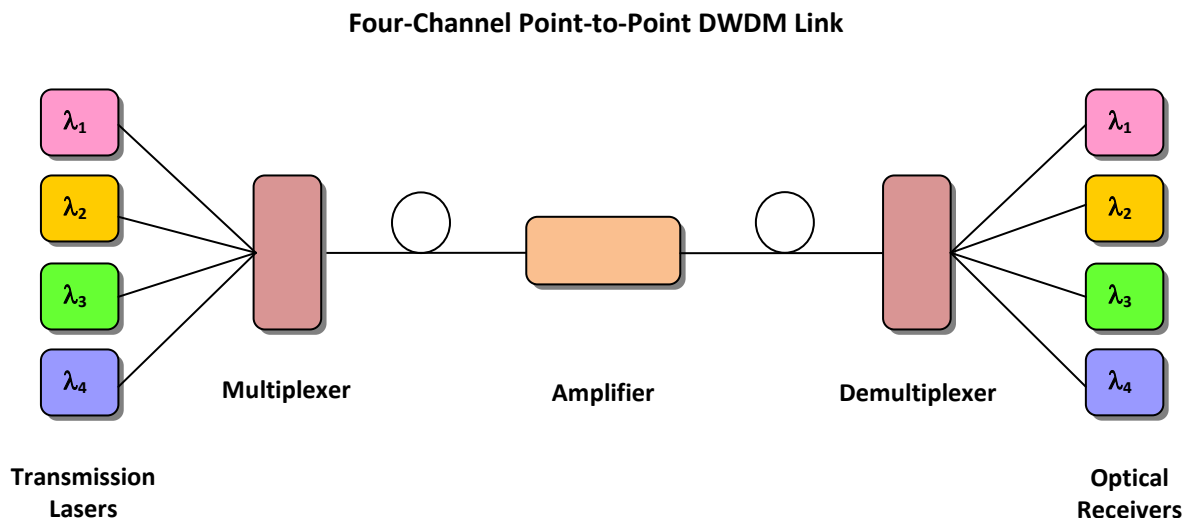 Four-Channel Point-to-Point DWDM Link
λ1
λ2
λ3
λ4
Multiplexer
Amplifier
Demultiplexer
λ1
λ2
λ3
λ4
Transmission
Lasers
Optical
Receivers